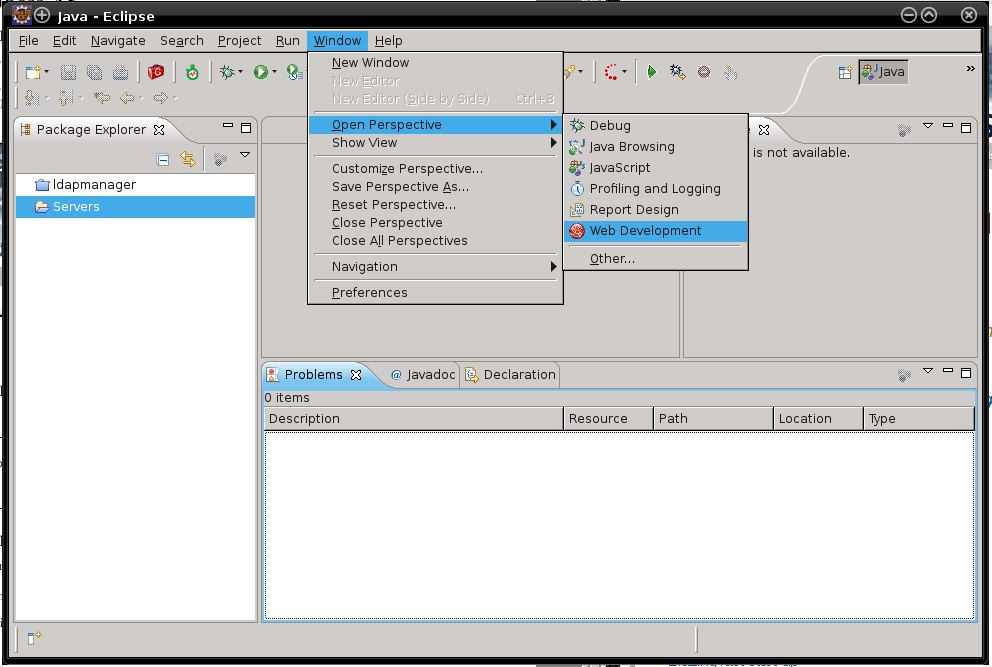 Java - Eclipse
File Edit Navigate Search Project Run Window Help
New Window
New Editor
New Editor (Side by Side) Ctrl+8
Open Perspective
Show View
Customize Perspective...
Save Perspective As...
Reset Perspective...
Close Perspective
Close All Perspectives
Navigation
Preferences
Debug
Java Browsing
JavaScript
Profiling and Logging
Report Design
Web Development
Other...
Java
»
Package Explorer
ldapmanager
Servers
is not available.
Problems @ Javadoc Declaration
0 items
Description Resource Path Location Type